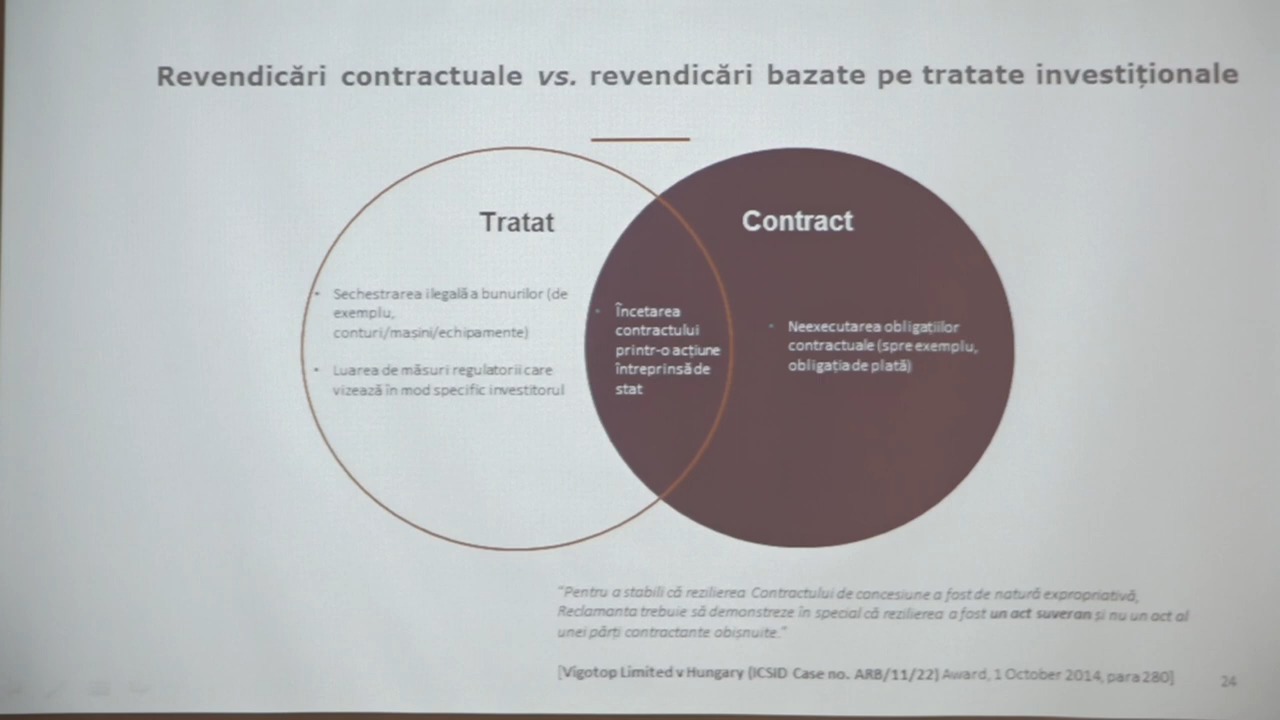 Revendicări contractuale vs. revendicări bazate pe tratate investiționale
Tratat
• Sechestrarea ilegală a bunurilor (de
exemplu,
conturi/masini/echipamente)
• Luarea de măsuri regulatorii care
vizează în mod specific investitorul
• Încetarea
contractului
printr-o acțiune
întreprinsă de
stat
Contract
• Neexecutarea obligațiilor
contractuale (spre exemplu,
obligația de plată)
"Pentru a stabili că rezilierea Contractului de concesiune a fost de natură expropriativă,
Reclamanta trebuie să demonstreze în special că rezilierea a fost un act suveran și nu un act al
unei părți contractante obisnuite."
[Vigotop Limited v Hungary (ICSID Case no. ARB/11/22) Award, 1 October 2014, para 280]
24